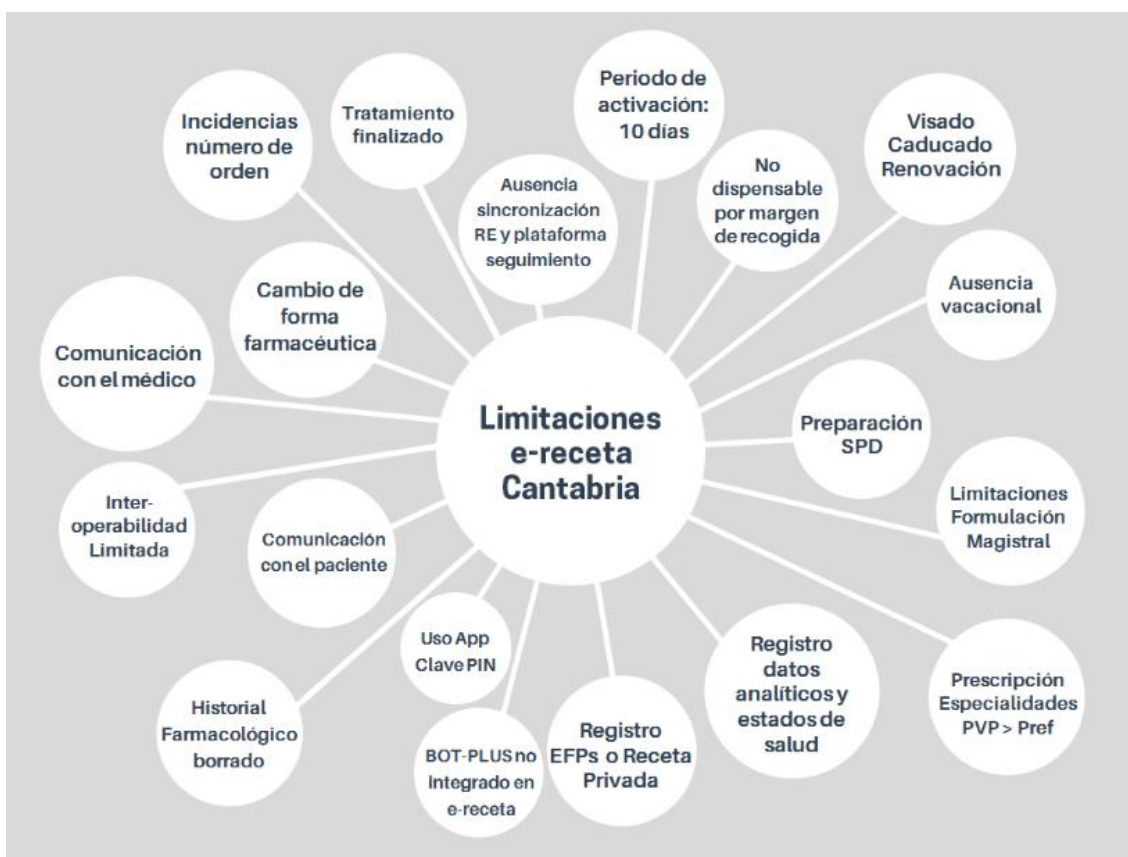 Limitaciones
e-receta
Cantabria
Incidencias
número de
orden
Tratamiento
finalizado
Periodo de
activación:
10 días
Visado
Caducado
Renovación
Ausencia
sincronización
RE y plataforma
seguimiento
No
dispensable
por margen
de recogida
Cambio de
forma
farmacéutica
Ausencia
vacacional
Comunicación
con el médico
Preparación
SPD
Inter-
operabilidad
Limitada
Comunicación
con el paciente
Limitaciones
Formulación
Magistral
Uso App
Clave PIN
Registro
datos
analíticos y
estados de
salud
Prescripción
Especialidades
PVP > Pref
Historial
Farmacológico
borrado
BOT-PLUS no
integrado en
e-receta
Registro
EFPs o Receta
Privada